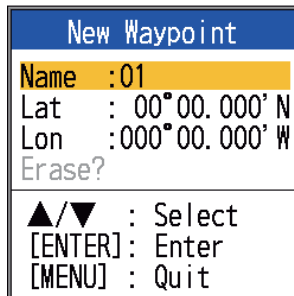 New Waypoint
Name :01
Lat : 00°00.000' N
Lon :000°00.000' W
Erase?
▲/▼ : Select
[ENTER]: Enter
[MENU] : Quit